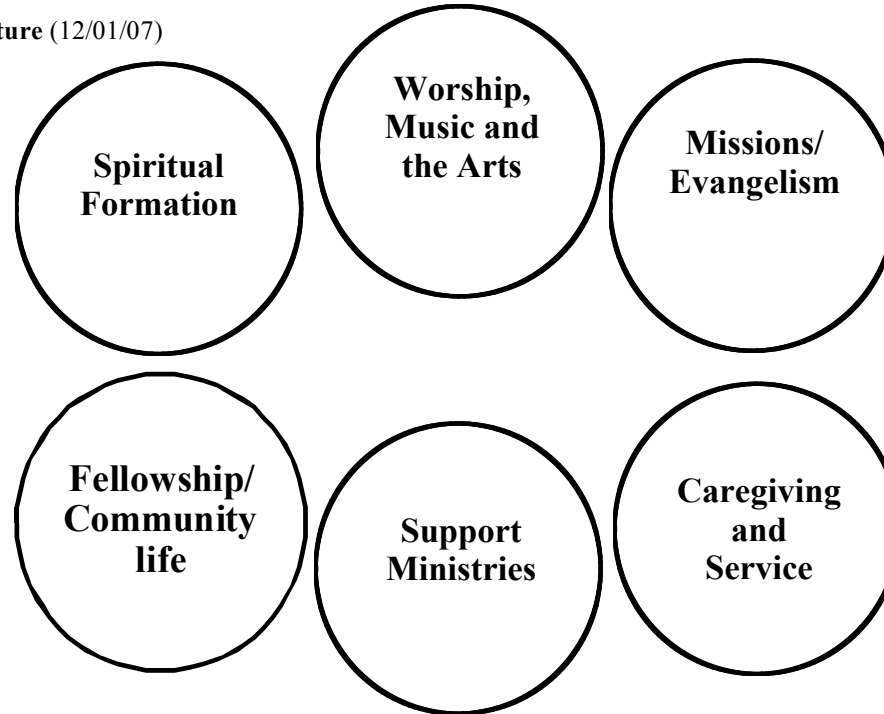 ture (12/01/07)
Spiritual
Formation
Worship,
Music and
the Arts
Missions/
Evangelism
Fellowship/
Community
life
Support
Ministries
Caregiving
and
Service